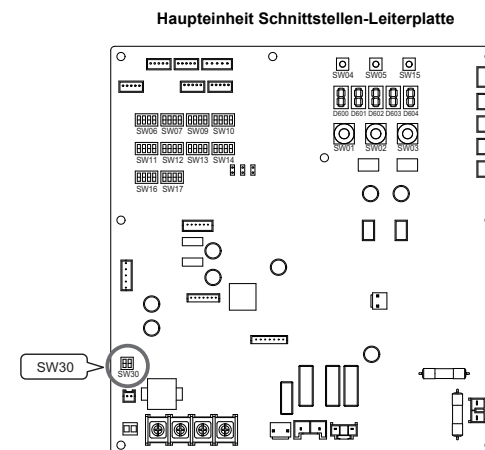 Haupteinheit Schnittstellen-Leiterplatte
SW04 SW05 SW15
D600 D601 D602 D603 D604
SW06 SW07 SW09 SW10
SW01 SW02 SW03
SW11 SW12 SW13 SW14
SW16 SW17
SW30
SW30